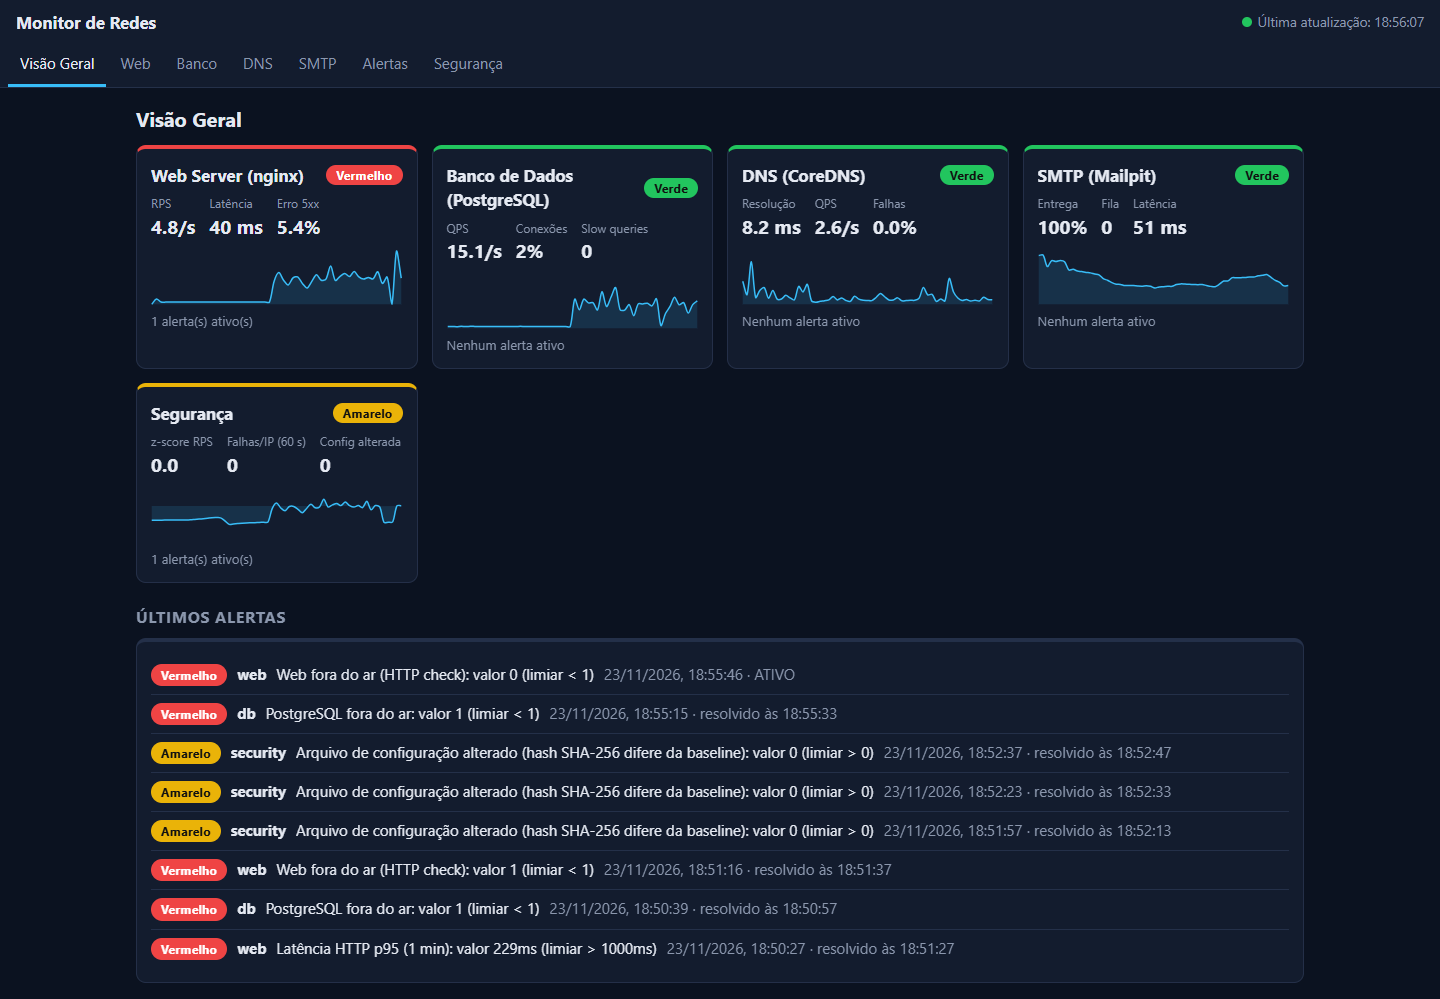 Monitor de Redes
Última atualização: 18:56:07
Visão Geral Web Banco DNS SMTP Alertas Segurança
Visão Geral
Web Server (nginx) Vermelho
RPS Latência Erro 5xx
4.8/s 40 ms 5.4%
1 alerta(s) ativo(s)
Banco de Dados
(PostgreSQL) Verde
QPS Conexões Slow queries
15.1/s 2% 0
Nenhum alerta ativo
DNS (CoreDNS) Verde
Resolução QPS Falhas
8.2 ms 2.6/s 0.0%
Nenhum alerta ativo
SMTP (Mailpit) Verde
Entrega Fila Latência
100% 0 51 ms
Nenhum alerta ativo
Segurança Amarelo
z-score RPS Falhas/IP (60 s) Config alterada
0.0 0 0
1 alerta(s) ativo(s)
ÚLTIMOS ALERTAS
Vermelho web Web fora do ar (HTTP check): valor 0 (limiar < 1) 23/11/2026, 18:55:46 · ATIVO
Vermelho db PostgreSQL fora do ar: valor 1 (limiar < 1) 23/11/2026, 18:55:15 · resolvido às 18:55:33
Amarelo security Arquivo de configuração alterado (hash SHA-256 difere da baseline): valor 0 (limiar > 0) 23/11/2026, 18:52:37 · resolvido às 18:52:47
Amarelo security Arquivo de configuração alterado (hash SHA-256 difere da baseline): valor 0 (limiar > 0) 23/11/2026, 18:52:23 · resolvido às 18:52:33
Amarelo security Arquivo de configuração alterado (hash SHA-256 difere da baseline): valor 0 (limiar > 0) 23/11/2026, 18:51:57 · resolvido às 18:52:13
Vermelho web Web fora do ar (HTTP check): valor 1 (limiar < 1) 23/11/2026, 18:51:16 · resolvido às 18:51:37
Vermelho db PostgreSQL fora do ar: valor 1 (limiar < 1) 23/11/2026, 18:50:39 · resolvido às 18:50:57
Vermelho web Latência HTTP p95 (1 min): valor 229ms (limiar > 1000ms) 23/11/2026, 18:50:27 · resolvido às 18:51:27